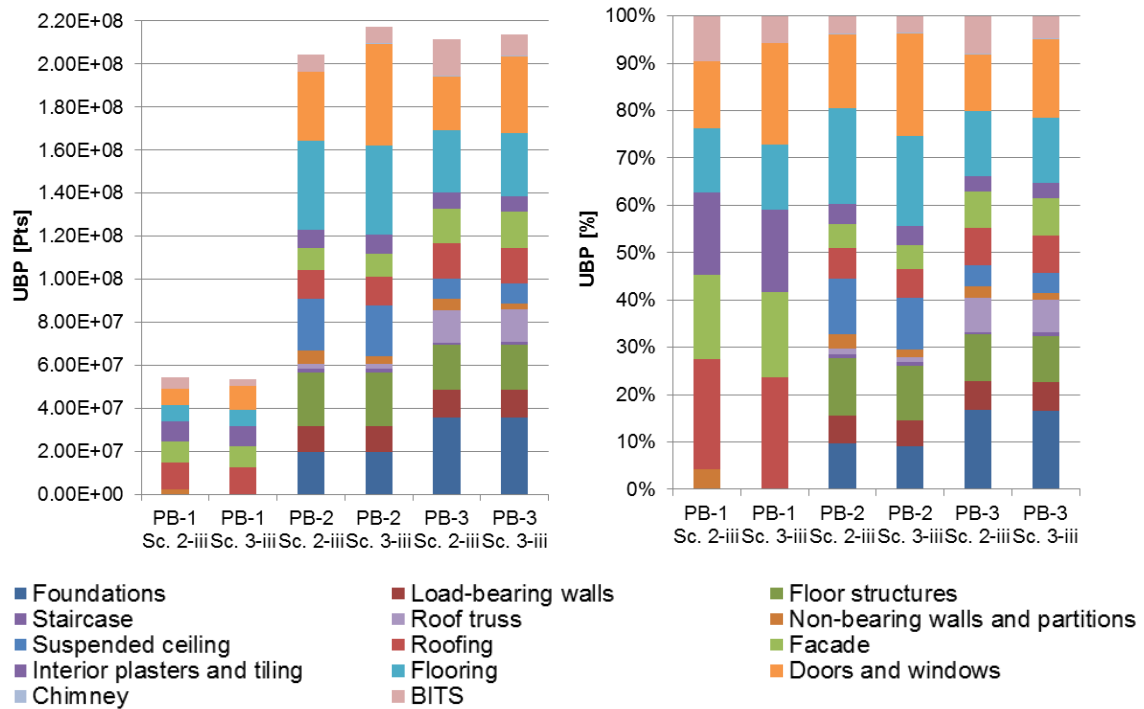 2.20E+08
2.00E+08
1.80E+08
1.60E+08
1.40E+08
1.20E+08
1.00E+08
8.00E+07
6.00E+07
4.00E+07
2.00E+07
0.00E+00
UBP [Pts]
PB-1 PB-1 PB-2 PB-2 PB-3 PB-3
Sc. 2-iii Sc. 3-iii Sc. 2-iii Sc. 3-iii Sc. 2-iii Sc. 3-iii
100%
90%
80%
70%
60%
50%
40%
30%
20%
10%
0%
UBP [%]
PB-1 PB-1 PB-2 PB-2 PB-3 PB-3
Sc. 2-iii Sc. 3-iii Sc. 2-iii Sc. 3-iii Sc. 2-iii Sc. 3-iii
Foundations Load-bearing walls Floor structures
Staircase Roof truss Non-bearing walls and partitions
Suspended ceiling Roofing Facade
Interior plasters and tiling Flooring Doors and windows
Chimney BITS